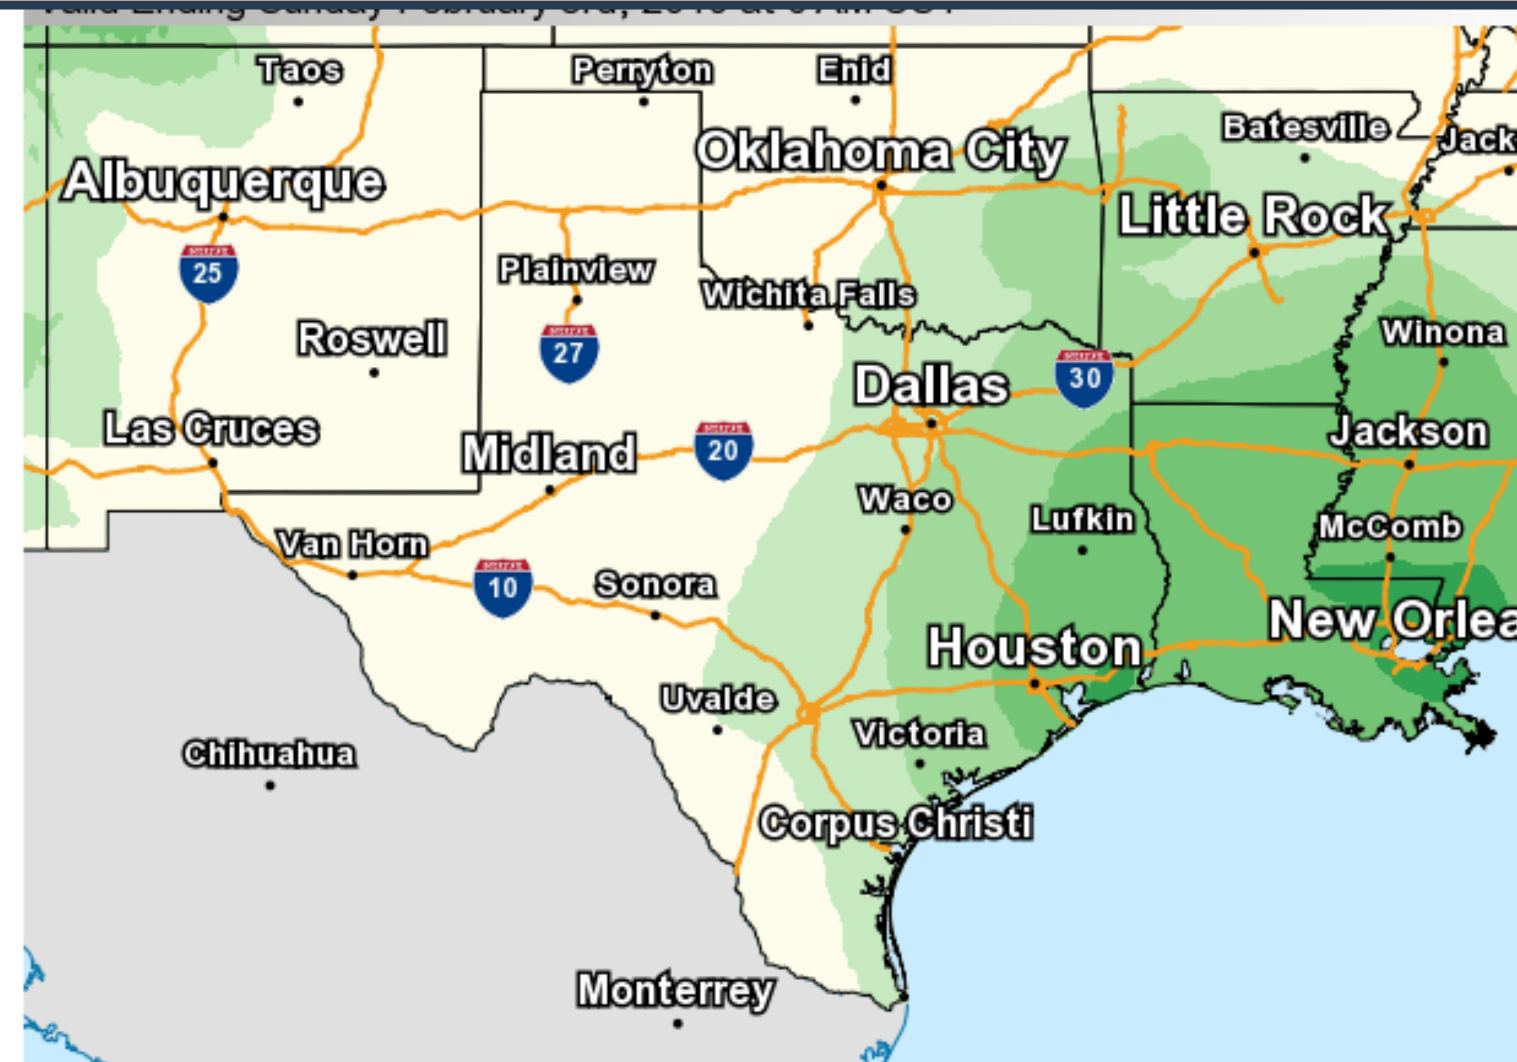 Taos
Perryton
Enid
Batesville
Jack
Oklahoma City
Albuquerque
Little Rock
25
Plainview
Wichita Falls
Winona
Roswell
27
30
Dallas
Las Cruces
Jackson
Midland
20
Waco
Lufkin
McComb
Van Horn
10
Sonora
New Orlea
Houston
Uvalde
Victoria
Chihuahua
Corpus Christi
Monterrey